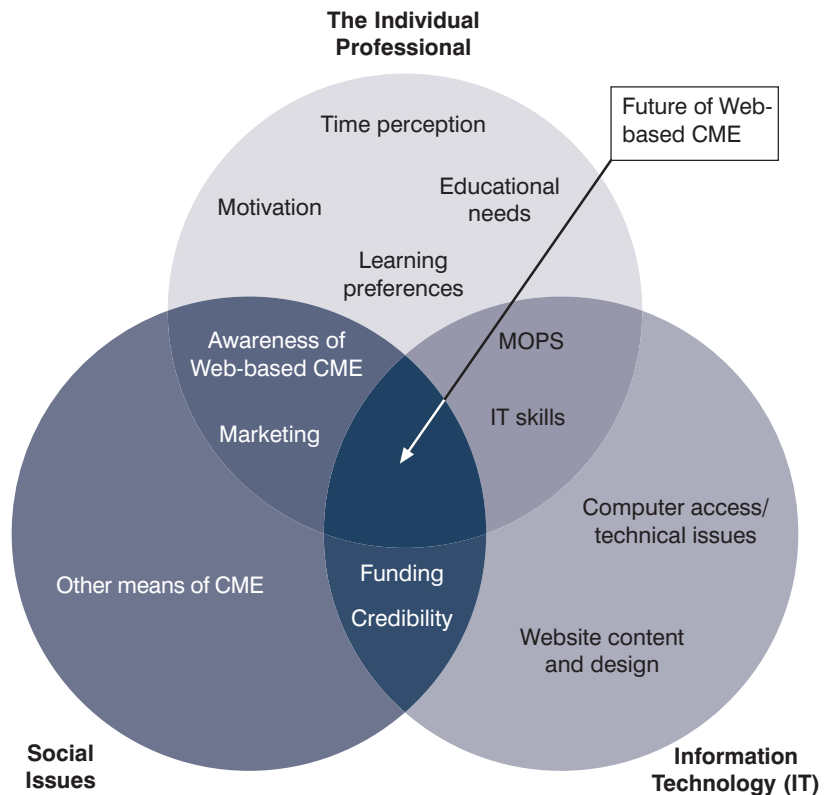 The Individual
Professional
Future of Web-
based CME
Time perception
Educational
needs
Motivation
Learning
preferences
Awareness of
Web-based CME
MOPS
Marketing
IT skills
Computer access/
technical issues
Other means of CME
Funding
Credibility
Website content
and design
Social
Issues
Information
Technology (IT)